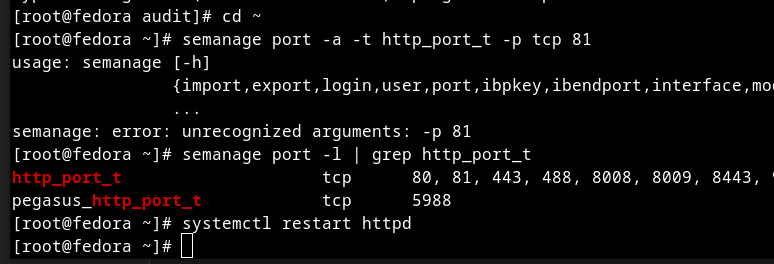 [root@fedora audit]# cd ~
[root@fedora ~]# semanage port -a -t http_port_t -p tcp 81
usage: semanage [-h]
{import,export,login,user,port,ibpkey,ibendport,interface,mo
...
semanage: error: unrecognized arguments: -p 81
[root@fedora ~]# semanage port -l | grep http_port_t
http_port_t tcp 80, 81, 443, 488, 8008, 8009, 8443,
pegasus_http_port_t tcp 5988
[root@fedora ~]# systemctl restart httpd
[root@fedora ~]#